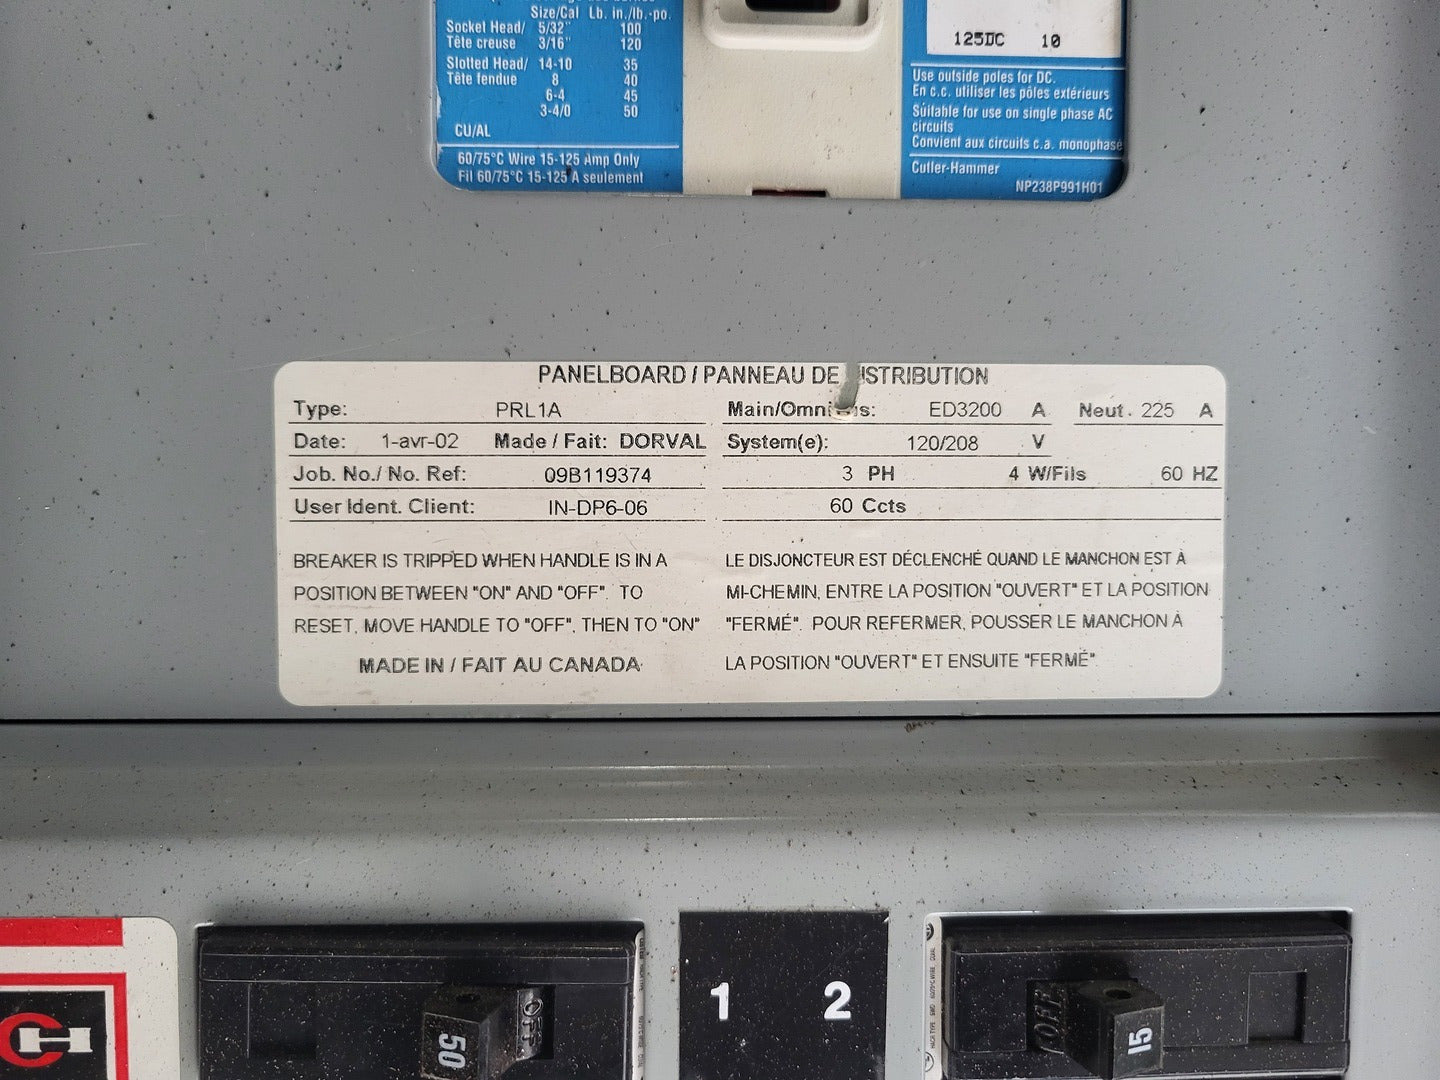 Size/Cal Lb. in./lb.-po.
Socket Head/ 5/32" 100
Tête creuse 3/16" 120
Slotted Head/ 14-10 35
Tête fendue 8 40
6-4 45
3-4/0 50
CU/AL
60/75°C Wire 15-125 Amp Only
Fil 60/75°C 15-125 A seulement
125DC 10
Use outside poles for DC.
En c.c. utiliser les pôles extérieurs
Suitable for use on single phase AC
circuits
Convient aux circuits c.a. monophase
Cutler-Hammer
NP238P991H01
PANELBOARD / PANNEAU DE ISTRIBUTION
Type: PRL1A Main/Omni s: ED3200 A Neut. 225 A
Date: 1-avr-02 Made / Fait: DORVAL System(e): 120/208 V
Job. No./ No. Ref: 09B119374 3 PH 4 W/Fils 60 HZ
User Ident. Client: IN-DP6-06 60 Ccts
BREAKER IS TRIPPED WHEN HANDLE IS IN A
POSITION BETWEEN "ON" AND "OFF". TO
RESET, MOVE HANDLE TO "OFF", THEN TO "ON"
MADE IN / FAIT AU CANADA
LE DISJONCTEUR EST DÉCLENCHÉ QUAND LE MANCHON EST À
MI-CHEMIN, ENTRE LA POSITION "OUVERT" ET LA POSITION
"FERMÉ". POUR REFERMER, POUSSER LE MANCHON À
LA POSITION "OUVERT" ET ENSUITE "FERMÉ".
CH
50 OFF
1 2
OFF 15